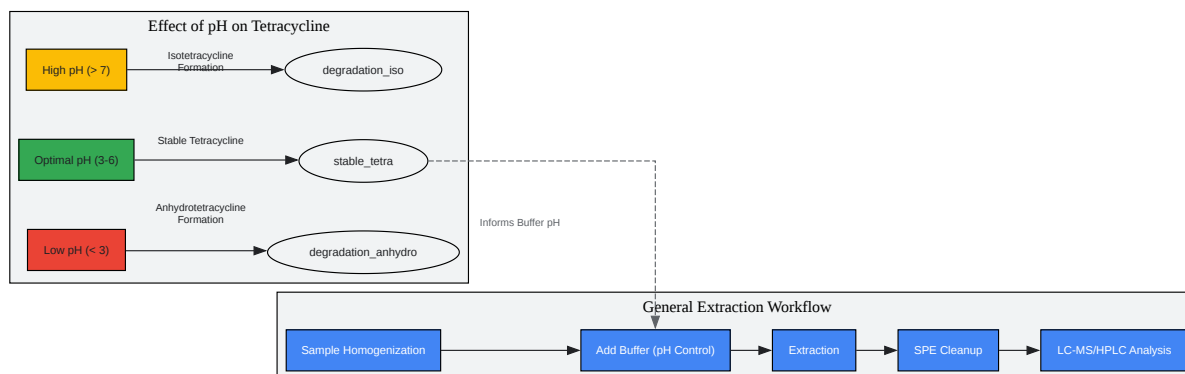 Effect of pH on Tetracycline
High pH (> 7)
Isotetracycline
Formation
degradation_iso
Optimal pH (3-6)
Stable Tetracycline
stable_tetra
Low pH (< 3)
Anhydrotetracycline
Formation
degradation_anhydro
Informs Buffer pH
General Extraction Workflow
Sample Homogenization
Add Buffer (pH Control)
Extraction
SPE Cleanup
LC-MS/HPLC Analysis